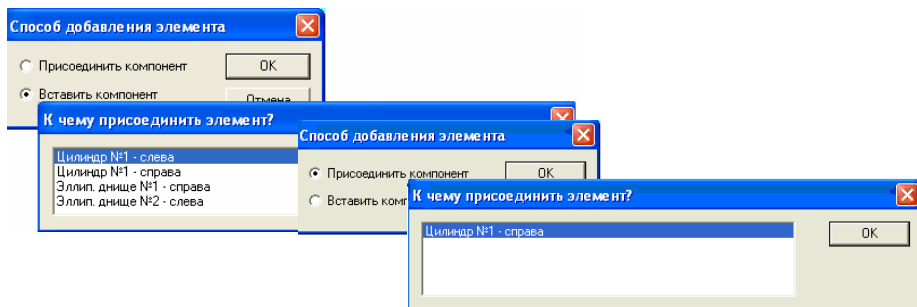 Способ добавления элемента
Присоединить компонент
OK
Вставить компонент
Отмена
К чему присоединить элемент?
Цилиндр №1 - слева
Цилиндр №1 - справа
Эллип. днище №1 - справа
Эллип. днище №2 - слева
Способ добавления элемента
Присоединить компонент
OK
Вставить комп
К чему присоединить элемент?
Цилиндр №1 - справа
OK